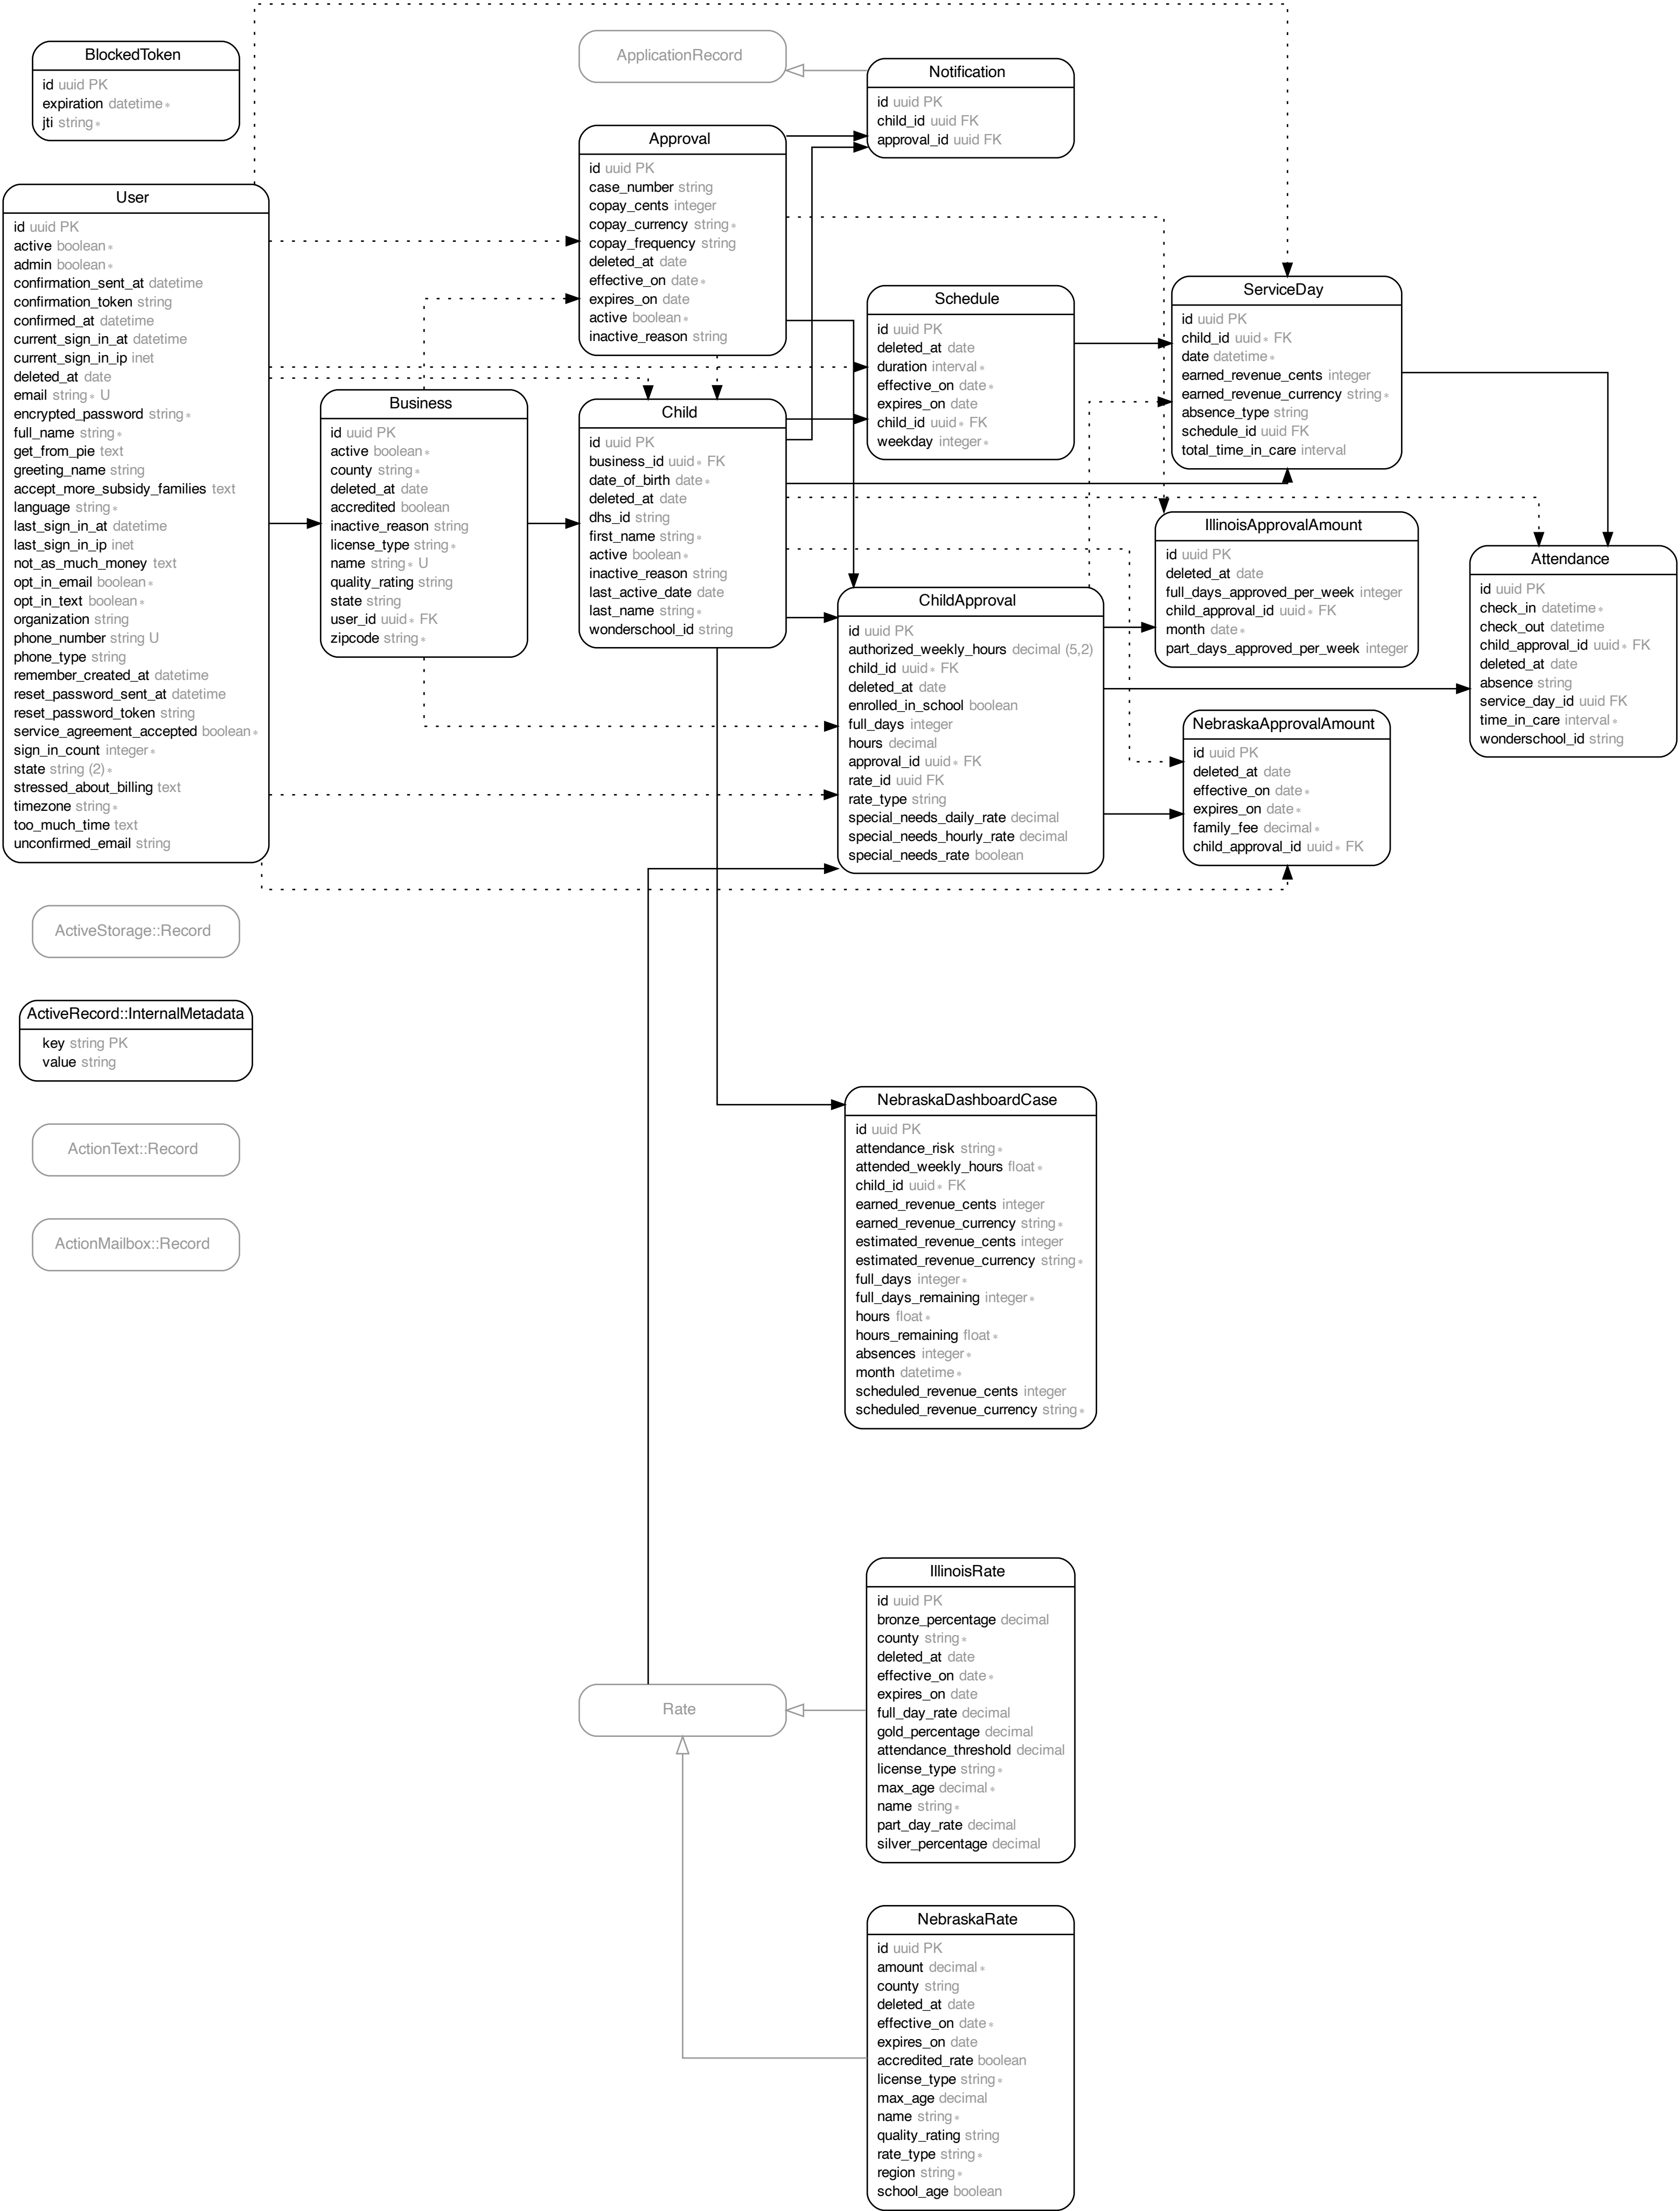 BlockedToken
id uuid PK
expiration datetime ∗
jti string ∗
User
id uuid PK
active boolean ∗
admin boolean ∗
confirmation_sent_at datetime
confirmation_token string
confirmed_at datetime
current_sign_in_at datetime
current_sign_in_ip inet
deleted_at date
email string ∗ U
encrypted_password string ∗
full_name string ∗
get_from_pie text
greeting_name string
accept_more_subsidy_families text
language string ∗
last_sign_in_at datetime
last_sign_in_ip inet
not_as_much_money text
opt_in_email boolean ∗
opt_in_text boolean ∗
organization string
phone_number string U
phone_type string
remember_created_at datetime
reset_password_sent_at datetime
reset_password_token string
service_agreement_accepted boolean ∗
sign_in_count integer ∗
state string (2) ∗
stressed_about_billing text
timezone string ∗
too_much_time text
unconfirmed_email string
ActiveStorage::Record
ActiveRecord::InternalMetadata
key string PK
value string
ActionText::Record
ActionMailbox::Record
Business
id uuid PK
active boolean ∗
county string ∗
deleted_at date
accredited boolean
inactive_reason string
license_type string ∗
name string ∗ U
quality_rating string
state string
user_id uuid ∗ FK
zipcode string ∗
ApplicationRecord
Approval
id uuid PK
case_number string
copay_cents integer
copay_currency string ∗
copay_frequency string
deleted_at date
effective_on date ∗
expires_on date
active boolean ∗
inactive_reason string
Child
id uuid PK
business_id uuid ∗ FK
date_of_birth date ∗
deleted_at date
dhs_id string
first_name string ∗
active boolean ∗
inactive_reason string
last_active_date date
last_name string ∗
wonderschool_id string
Rate
Notification
id uuid PK
child_id uuid FK
approval_id uuid FK
Schedule
id uuid PK
deleted_at date
duration interval ∗
effective_on date ∗
expires_on date
child_id uuid ∗ FK
weekday integer ∗
ChildApproval
id uuid PK
authorized_weekly_hours decimal (5,2)
child_id uuid ∗ FK
deleted_at date
enrolled_in_school boolean
full_days integer
hours decimal
approval_id uuid ∗ FK
rate_id uuid FK
rate_type string
special_needs_daily_rate decimal
special_needs_hourly_rate decimal
special_needs_rate boolean
NebraskaDashboardCase
id uuid PK
attendance_risk string ∗
attended_weekly_hours float ∗
child_id uuid ∗ FK
earned_revenue_cents integer
earned_revenue_currency string ∗
estimated_revenue_cents integer
estimated_revenue_currency string ∗
full_days integer ∗
full_days_remaining integer ∗
hours float ∗
hours_remaining float ∗
absences integer ∗
month datetime ∗
scheduled_revenue_cents integer
scheduled_revenue_currency string ∗
IllinoisRate
id uuid PK
bronze_percentage decimal
county string ∗
deleted_at date
effective_on date ∗
expires_on date
full_day_rate decimal
gold_percentage decimal
attendance_threshold decimal
license_type string ∗
max_age decimal ∗
name string ∗
part_day_rate decimal
silver_percentage decimal
NebraskaRate
id uuid PK
amount decimal ∗
county string
deleted_at date
effective_on date ∗
expires_on date
accredited_rate boolean
license_type string ∗
max_age decimal
name string ∗
quality_rating string
rate_type string ∗
region string ∗
school_age boolean
ServiceDay
id uuid PK
child_id uuid ∗ FK
date datetime ∗
earned_revenue_cents integer
earned_revenue_currency string ∗
absence_type string
schedule_id uuid FK
total_time_in_care interval
IllinoisApprovalAmount
id uuid PK
deleted_at date
full_days_approved_per_week integer
child_approval_id uuid ∗ FK
month date ∗
part_days_approved_per_week integer
NebraskaApprovalAmount
id uuid PK
deleted_at date
effective_on date ∗
expires_on date ∗
family_fee decimal ∗
child_approval_id uuid ∗ FK
Attendance
id uuid PK
check_in datetime ∗
check_out datetime
child_approval_id uuid ∗ FK
deleted_at date
absence string
service_day_id uuid FK
time_in_care interval ∗
wonderschool_id string